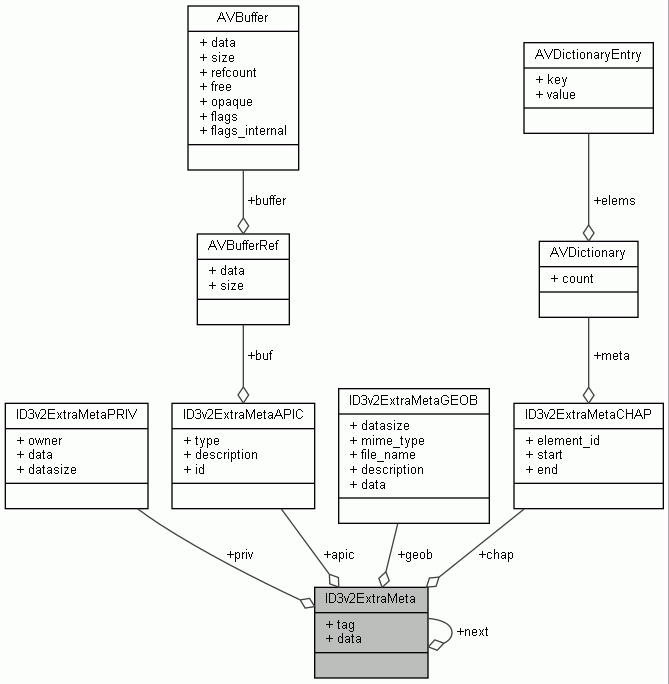 AVBuffer
+ data
+ size
+ refcount
+ free
+ opaque
+ flags
+ flags_internal
AVDictionaryEntry
+ key
+ value
+buffer
+elems
AVBufferRef
+ data
+ size
AVDictionary
+ count
+buf
+meta
ID3v2ExtraMetaPRIV
+ owner
+ data
+ datasize
ID3v2ExtraMetaAPIC
+ type
+ description
+ id
ID3v2ExtraMetaGEOB
+ datasize
+ mime_type
+ file_name
+ description
+ data
ID3v2ExtraMetaCHAP
+ element_id
+ start
+ end
+priv
+apic
+geob
+chap
ID3v2ExtraMeta
+ tag
+ data
+next